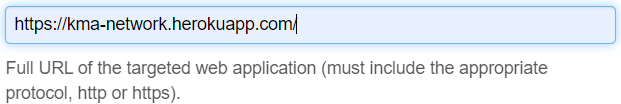 https://kma-network.herokuapp.com/
Full URL of the targeted web application (must include the appropriate
protocol, http or https).